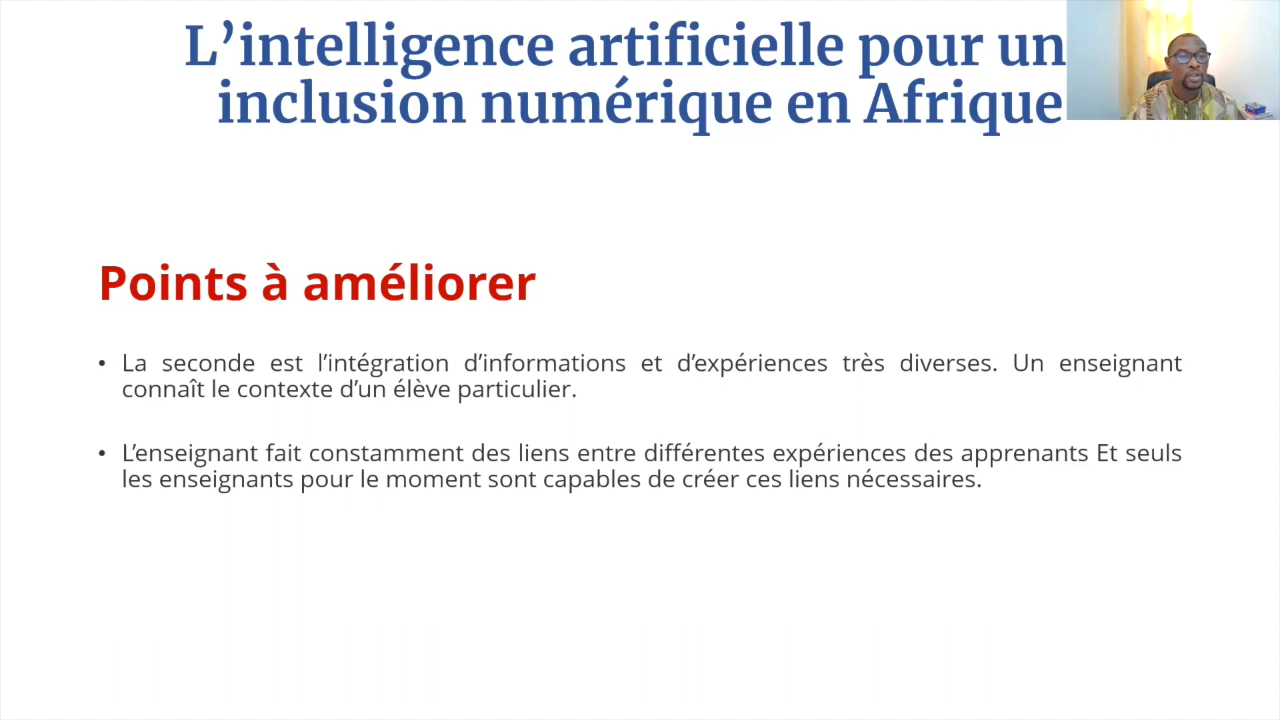 L’intelligence artificielle pour un
inclusion numérique en Afrique
Points à améliorer
• La seconde est l’intégration d’informations et d’expériences très diverses. Un enseignant
connaît le contexte d’un élève particulier.
• L’enseignant fait constamment des liens entre différentes expériences des apprenants Et seuls
les enseignants pour le moment sont capables de créer ces liens nécessaires.